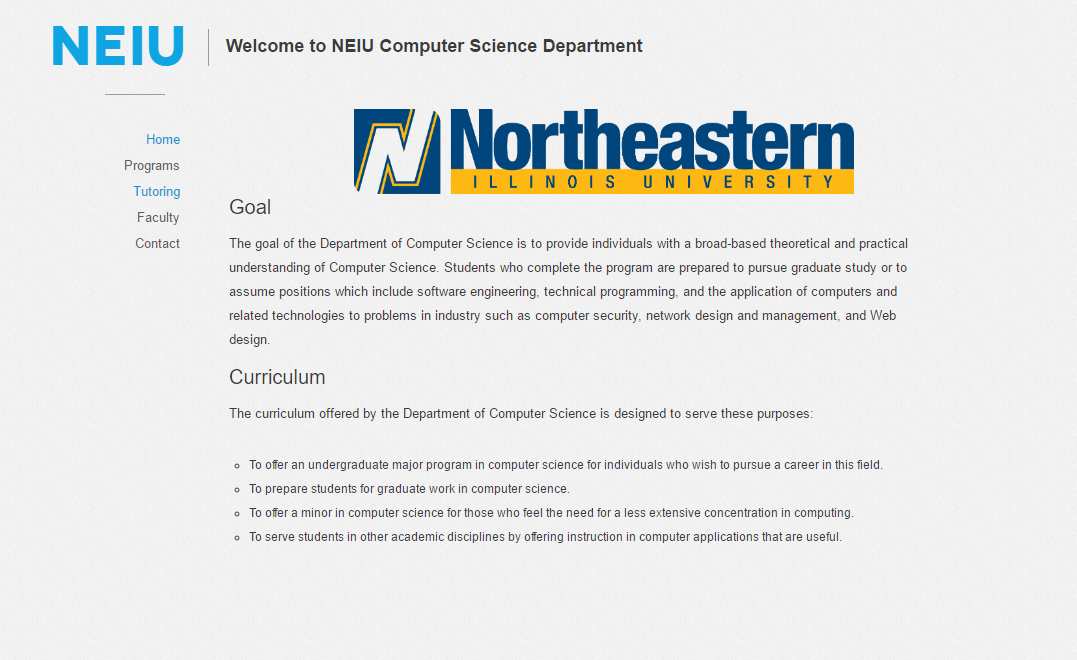 NEIU
Welcome to NEIU Computer Science Department
Home
Programs
Tutoring
Faculty
Contact
N Northeastern
ILLINOIS UNIVERSITY
Goal
The goal of the Department of Computer Science is to provide individuals with a broad-based theoretical and practical
understanding of Computer Science. Students who complete the program are prepared to pursue graduate study or to
assume positions which include software engineering, technical programming, and the application of computers and
related technologies to problems in industry such as computer security, network design and management, and Web
design.
Curriculum
The curriculum offered by the Department of Computer Science is designed to serve these purposes:
To offer an undergraduate major program in computer science for individuals who wish to pursue a career in this field.
To prepare students for graduate work in computer science.
To offer a minor in computer science for those who feel the need for a less extensive concentration in computing.
To serve students in other academic disciplines by offering instruction in computer applications that are useful.